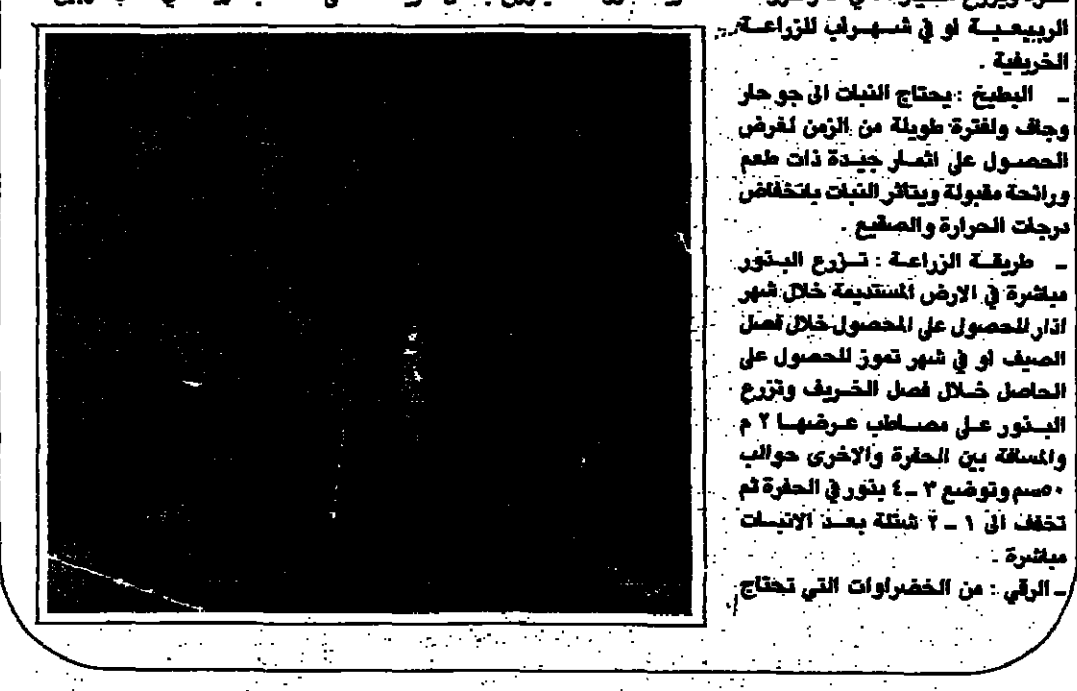 الربيعية او في شهراب للزراعة
الخريفية .
- البطيخ : يحتاج النبات الى جو حار
وجاف ولفترة طويلة من الزمن لغرض
الحصول على اثمار جيدة ذات طعم
ورائحة مقبولة ويتأثر النبات بانخفاض
درجات الحرارة والصقيع .
- طريقة الزراعة : تزرع البذور
مباشرة في الارض المستديمة خلال شهر
اذار للحصول على المحصول خلال فصل
الصيف او في شهر تموز للحصول على
الحاصل خلال فصل الخريف وتزرع
البذور على مصاطب عرضها ٢ م
والمسافة بين الحفرة والاخرى حوالب
٥٠سم وتوضع ٣ - ٤ بذور في الحفرة ثم
تخفف الى ١ - ٢ شتلة بعد الانبات
مباشرة .
- الرقي : من الخضراوات التي تحتاج